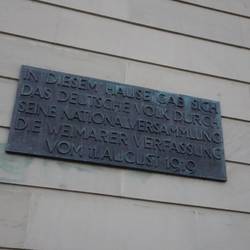 IN DIESEM HAUSE GAB SICH
DAS DEUTSCHE VOLK DURCH
SEINE NATIONALVERSAMMLUNG
DIE WEIMARER VERFASSUNG
VOM 11. AUGUST 1919